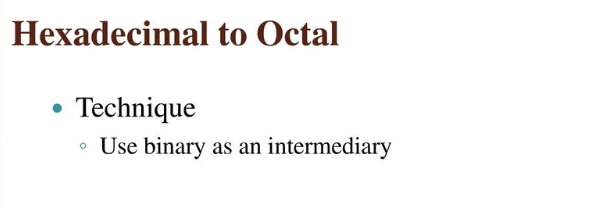 Hexadecimal to Octal
Technique
Use binary as an intermediary